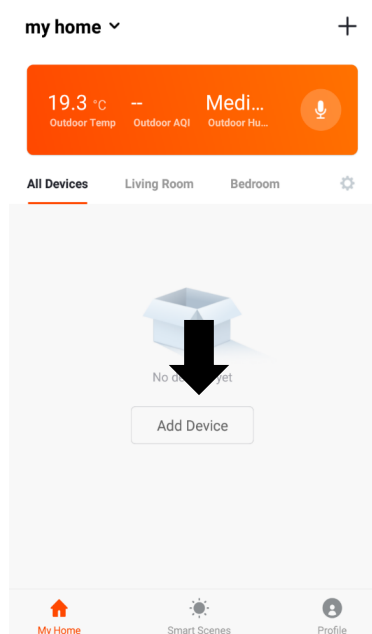 my home
19.3 °C -- Medi...
Outdoor Temp Outdoor AQI Outdoor Hu...
All Devices Living Room Bedroom
No yet
Add Device
My Home Smart Scenes Profile